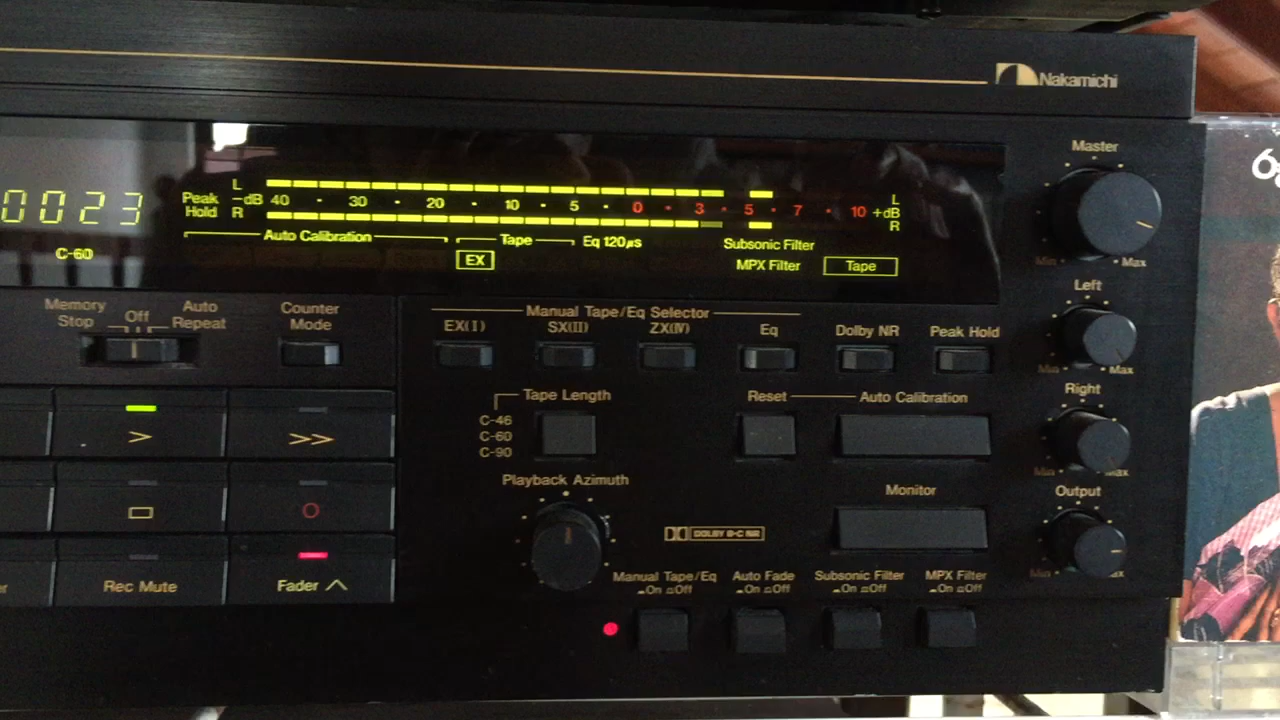 Nakamichi
Master
Min Max
0023
C-60
Peak Hold
L
R
-dB 40 · 30 · 20 · 10 · 5 · 0 · 3 · 5 · 7 · 10 +dB
L
R
Auto Calibration
Tape
Eq 120µs
EX
Subsonic Filter
MPX Filter
Tape
Left
Min Max
Memory Stop
Off
Auto Repeat
Counter Mode
Manual Tape/Eq Selector
EX(I)
SX(II)
ZX(IV)
Eq
Dolby NR
Peak Hold
Right
Min
Tape Length
C-46
C-60
C-90
Reset
Auto Calibration
>
>>
Playback Azimuth
Monitor
Output
Min
DOLBY B-C NR
Rec Mute
Fader
Manual Tape/Eq
On Off
Auto Fade
On Off
Subsonic Filter
On Off
MPX Filter
On Off